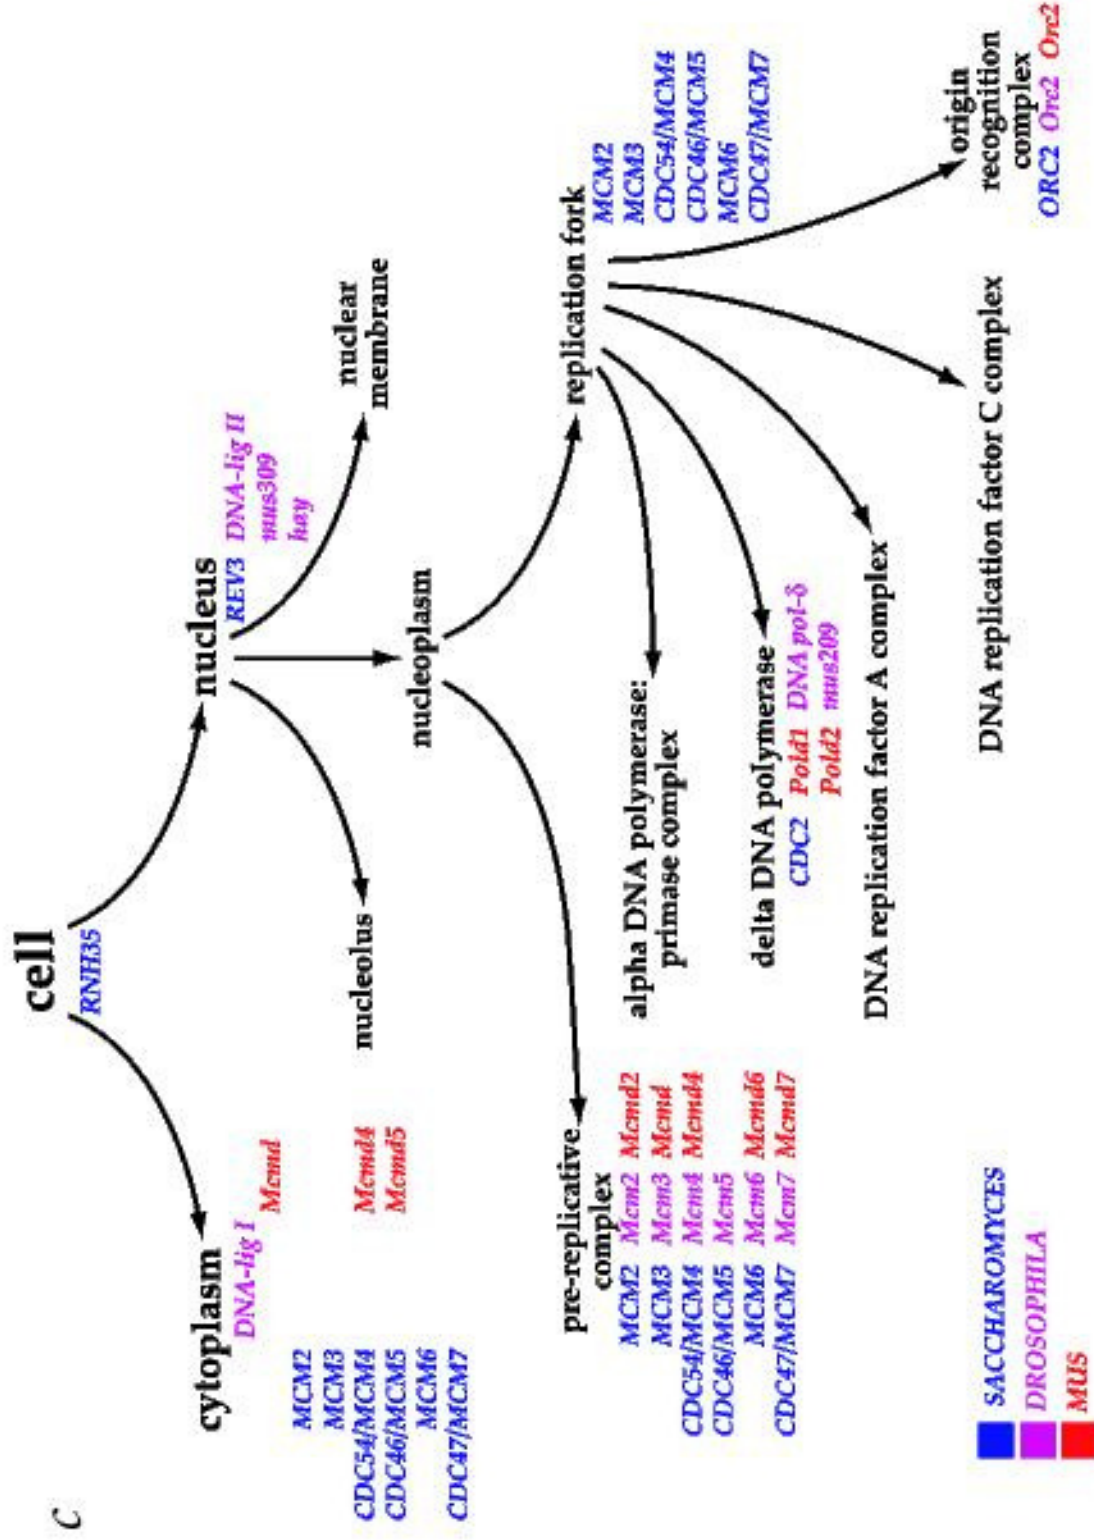 C
cell
RNH35
cytoplasm
DNA-lig I
Mcmd
MCM2
MCM3
CDC54/MCM4 Mcmd4
CDC46/MCM5 Mcmd5
MCM6
CDC47/MCM7
nucleus
REV3 DNA-lig II
mus309
hay
nucleolus
nucleoplasm
nuclear
membrane
pre-replicative
complex
MCM2 Mcm2 Mcmd2
MCM3 Mcm3 Mcmd
CDC54/MCM4 Mcm4 Mcmd4
CDC46/MCM5 Mcm5
MCM6 Mcm6 Mcmd6
CDC47/MCM7 Mcm7 Mcmd7
replication fork
MCM2
MCM3
CDC54/MCM4
CDC46/MCM5
MCM6
CDC47/MCM7
alpha DNA polymerase:
primase complex
delta DNA polymerase
CDC2 Pold1 DNA pol-δ
Pold2 mus209
DNA replication factor A complex
DNA replication factor C complex
origin
recognition
complex
ORC2 Orc2 Orc2
SACCHAROMYCES
DROSOPHILA
MUS